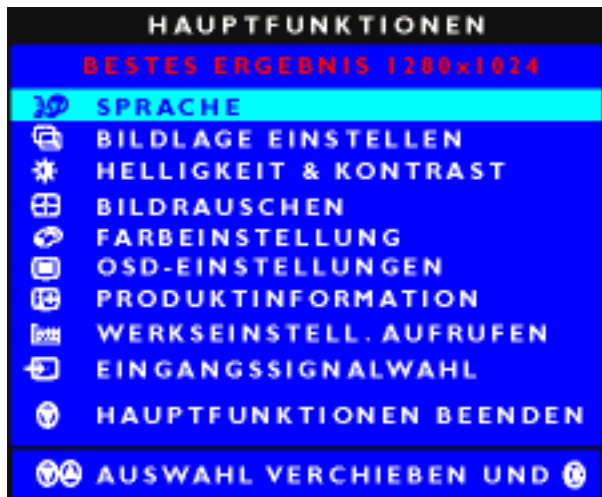 HAUPTFUNKTIONEN
BESTES ERGEBNIS 1280x1024
SPRACHE
BILDLAGE EINSTELLEN
HELLIGKEIT & KONTRAST
BILDRAUSCHEN
FARBEINSTELLUNG
OSD-EINSTELLUNGEN
PRODUKTINFORMATION
WERKSEINSTELL. AUFRUFEN
EINGANGSSIGNALWAHL
HAUPTFUNKTIONEN BEENDEN
AUSWAHL VERCHIEBEN UND